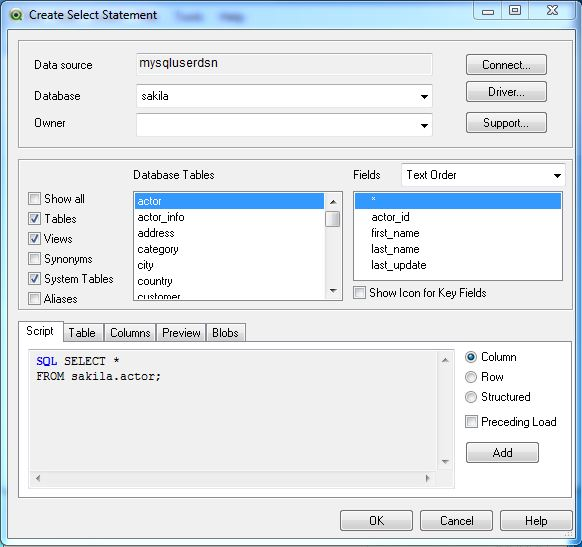 Create Select Statement
Tools Help
Data source mysqluserdsn Connect...
Database sakila Driver...
Owner Support...
Database Tables Fields Text Order
Show all
Tables
Views
Synonyms
System Tables
Aliases
actor
actor_info
address
category
city
country
customer
*
actor_id
first_name
last_name
last_update
Show Icon for Key Fields
Script Table Columns Preview Blobs
SQL SELECT *
FROM sakila.actor;
Column
Row
Structured
Preceding Load
Add
OK Cancel Help